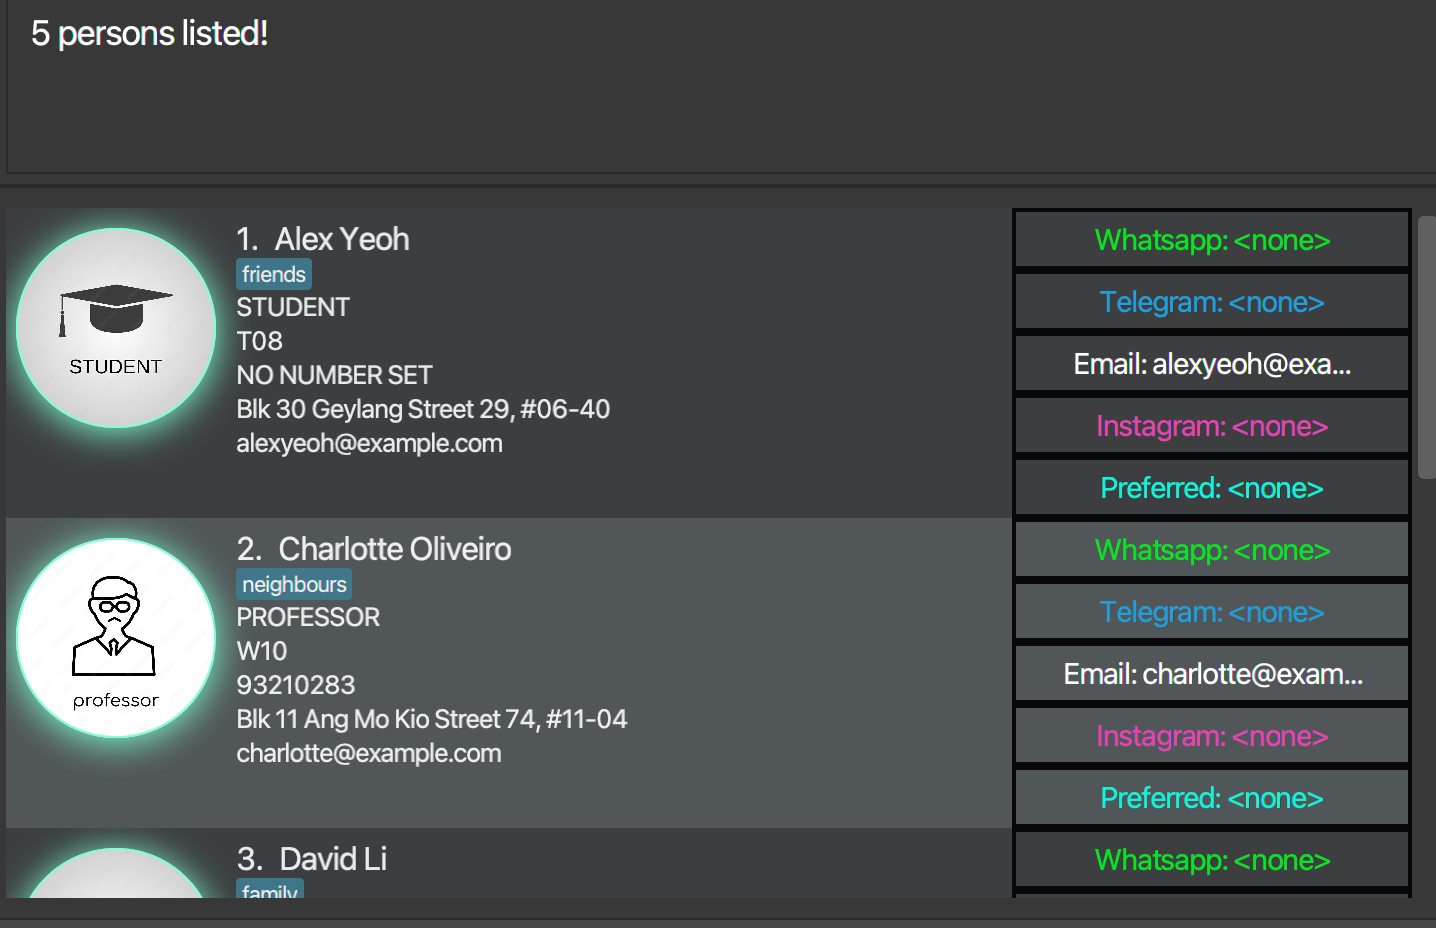 5 persons listed!
STUDENT
1. Alex Yeoh
friends
STUDENT
T08
NO NUMBER SET
Blk 30 Geylang Street 29, #06-40
alexyeoh@example.com
Whatsapp: <none>
Telegram: <none>
Email: alexyeoh@exa...
Instagram: <none>
Preferred: <none>
professor
2. Charlotte Oliveiro
neighbours
PROFESSOR
W10
93210283
Blk 11 Ang Mo Kio Street 74, #11-04
charlotte@example.com
Whatsapp: <none>
Telegram: <none>
Email: charlotte@exam...
Instagram: <none>
Preferred: <none>
3. David Li
family
Whatsapp: <none>